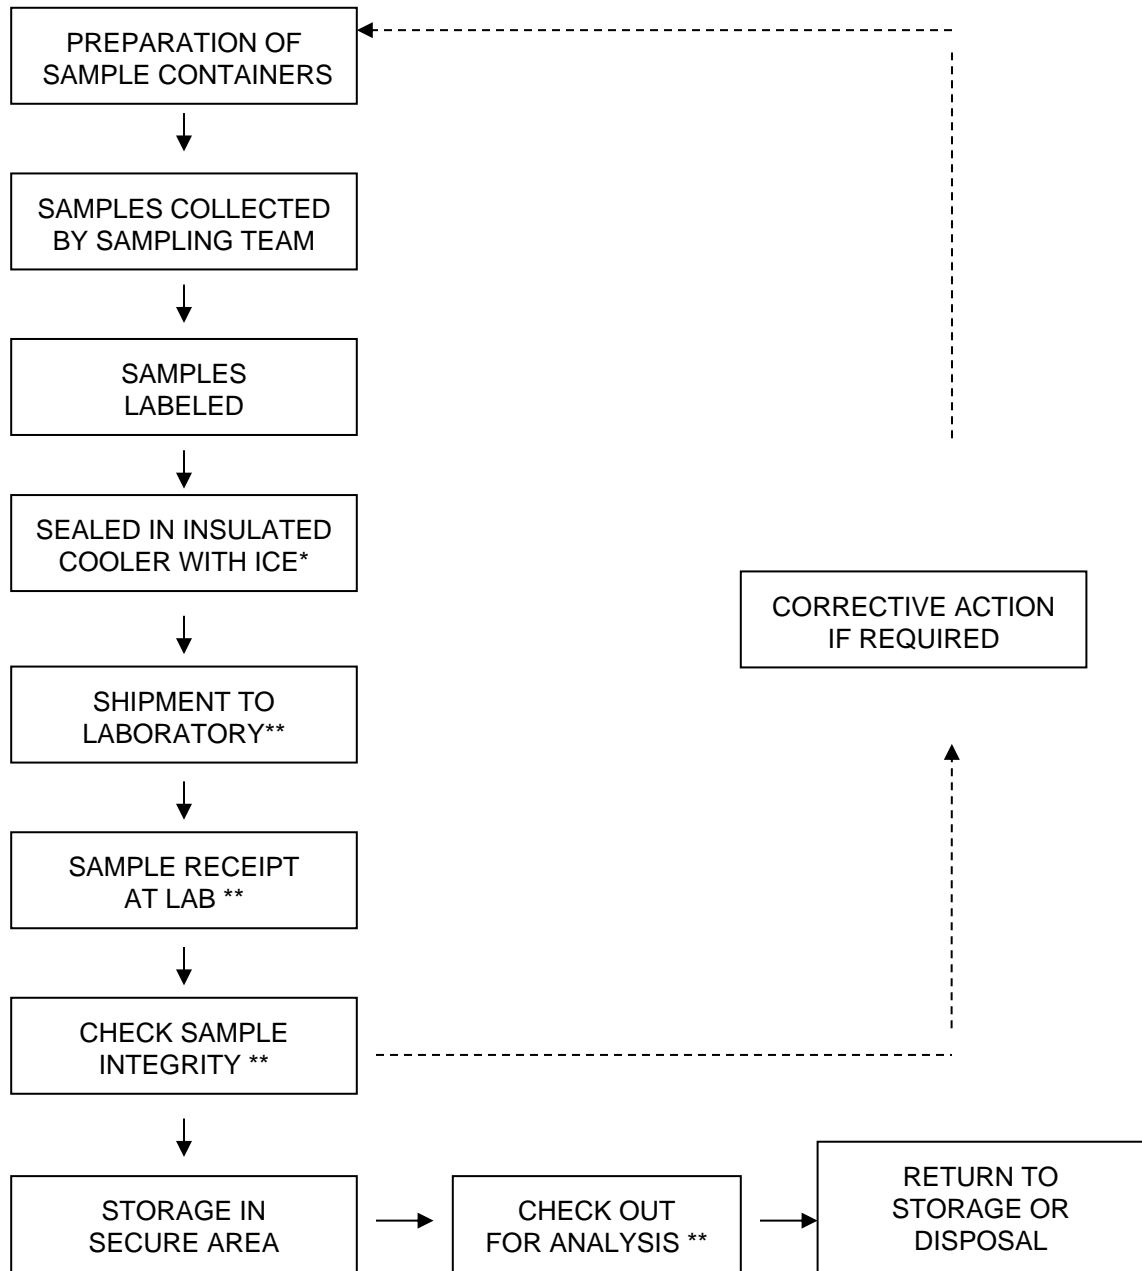 PREPARATION OF
SAMPLE CONTAINERS
SAMPLES COLLECTED
BY SAMPLING TEAM
SAMPLES
LABELED
SEALED IN INSULATED
COOLER WITH ICE*
CORRECTIVE ACTION
IF REQUIRED
SHIPMENT TO
LABORATORY**
SAMPLE RECEIPT
AT LAB **
CHECK SAMPLE
INTEGRITY **
STORAGE IN
SECURE AREA
CHECK OUT
FOR ANALYSIS **
RETURN TO
STORAGE OR
DISPOSAL